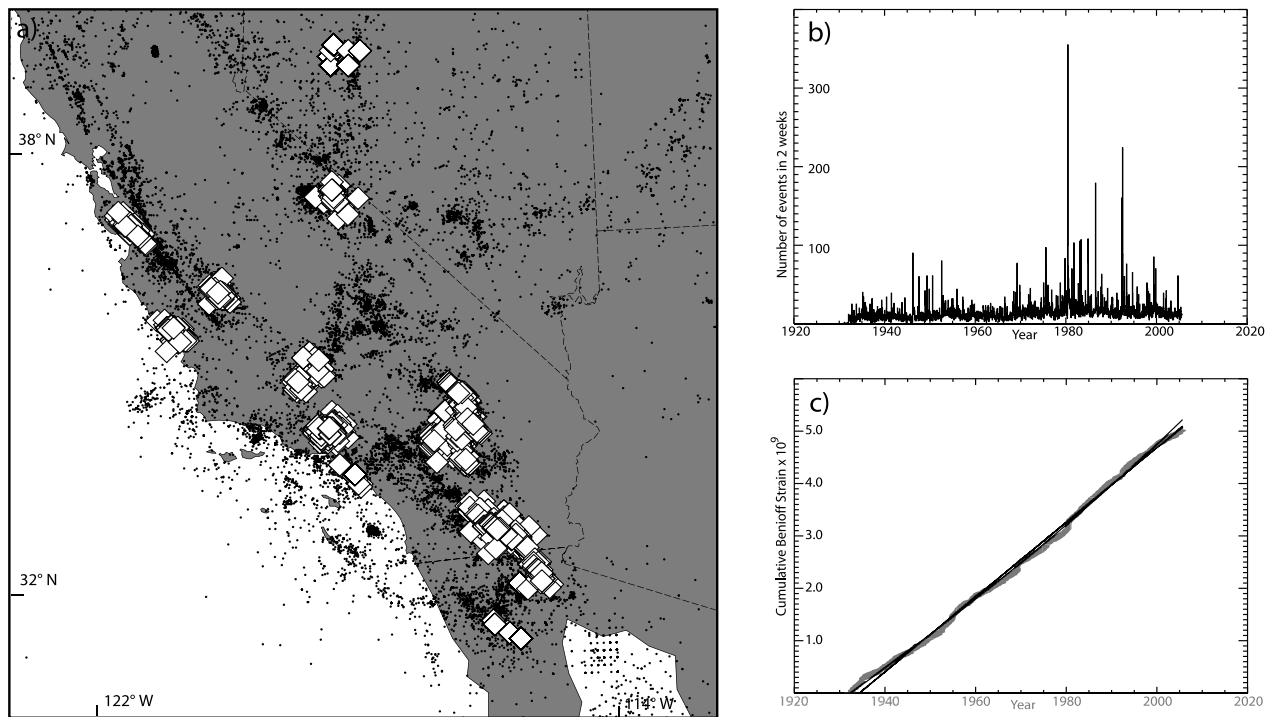 a)
38° N
32° N
122° W
114° W
b)
Number of events in 2 weeks
300
200
100
1920
1940
1960
1980
2000
2020
Year
c)
Cumulative Benioff Strain x 10⁹
5.0
4.0
3.0
2.0
1.0
1920
1940
1960
1980
2000
2020
Year